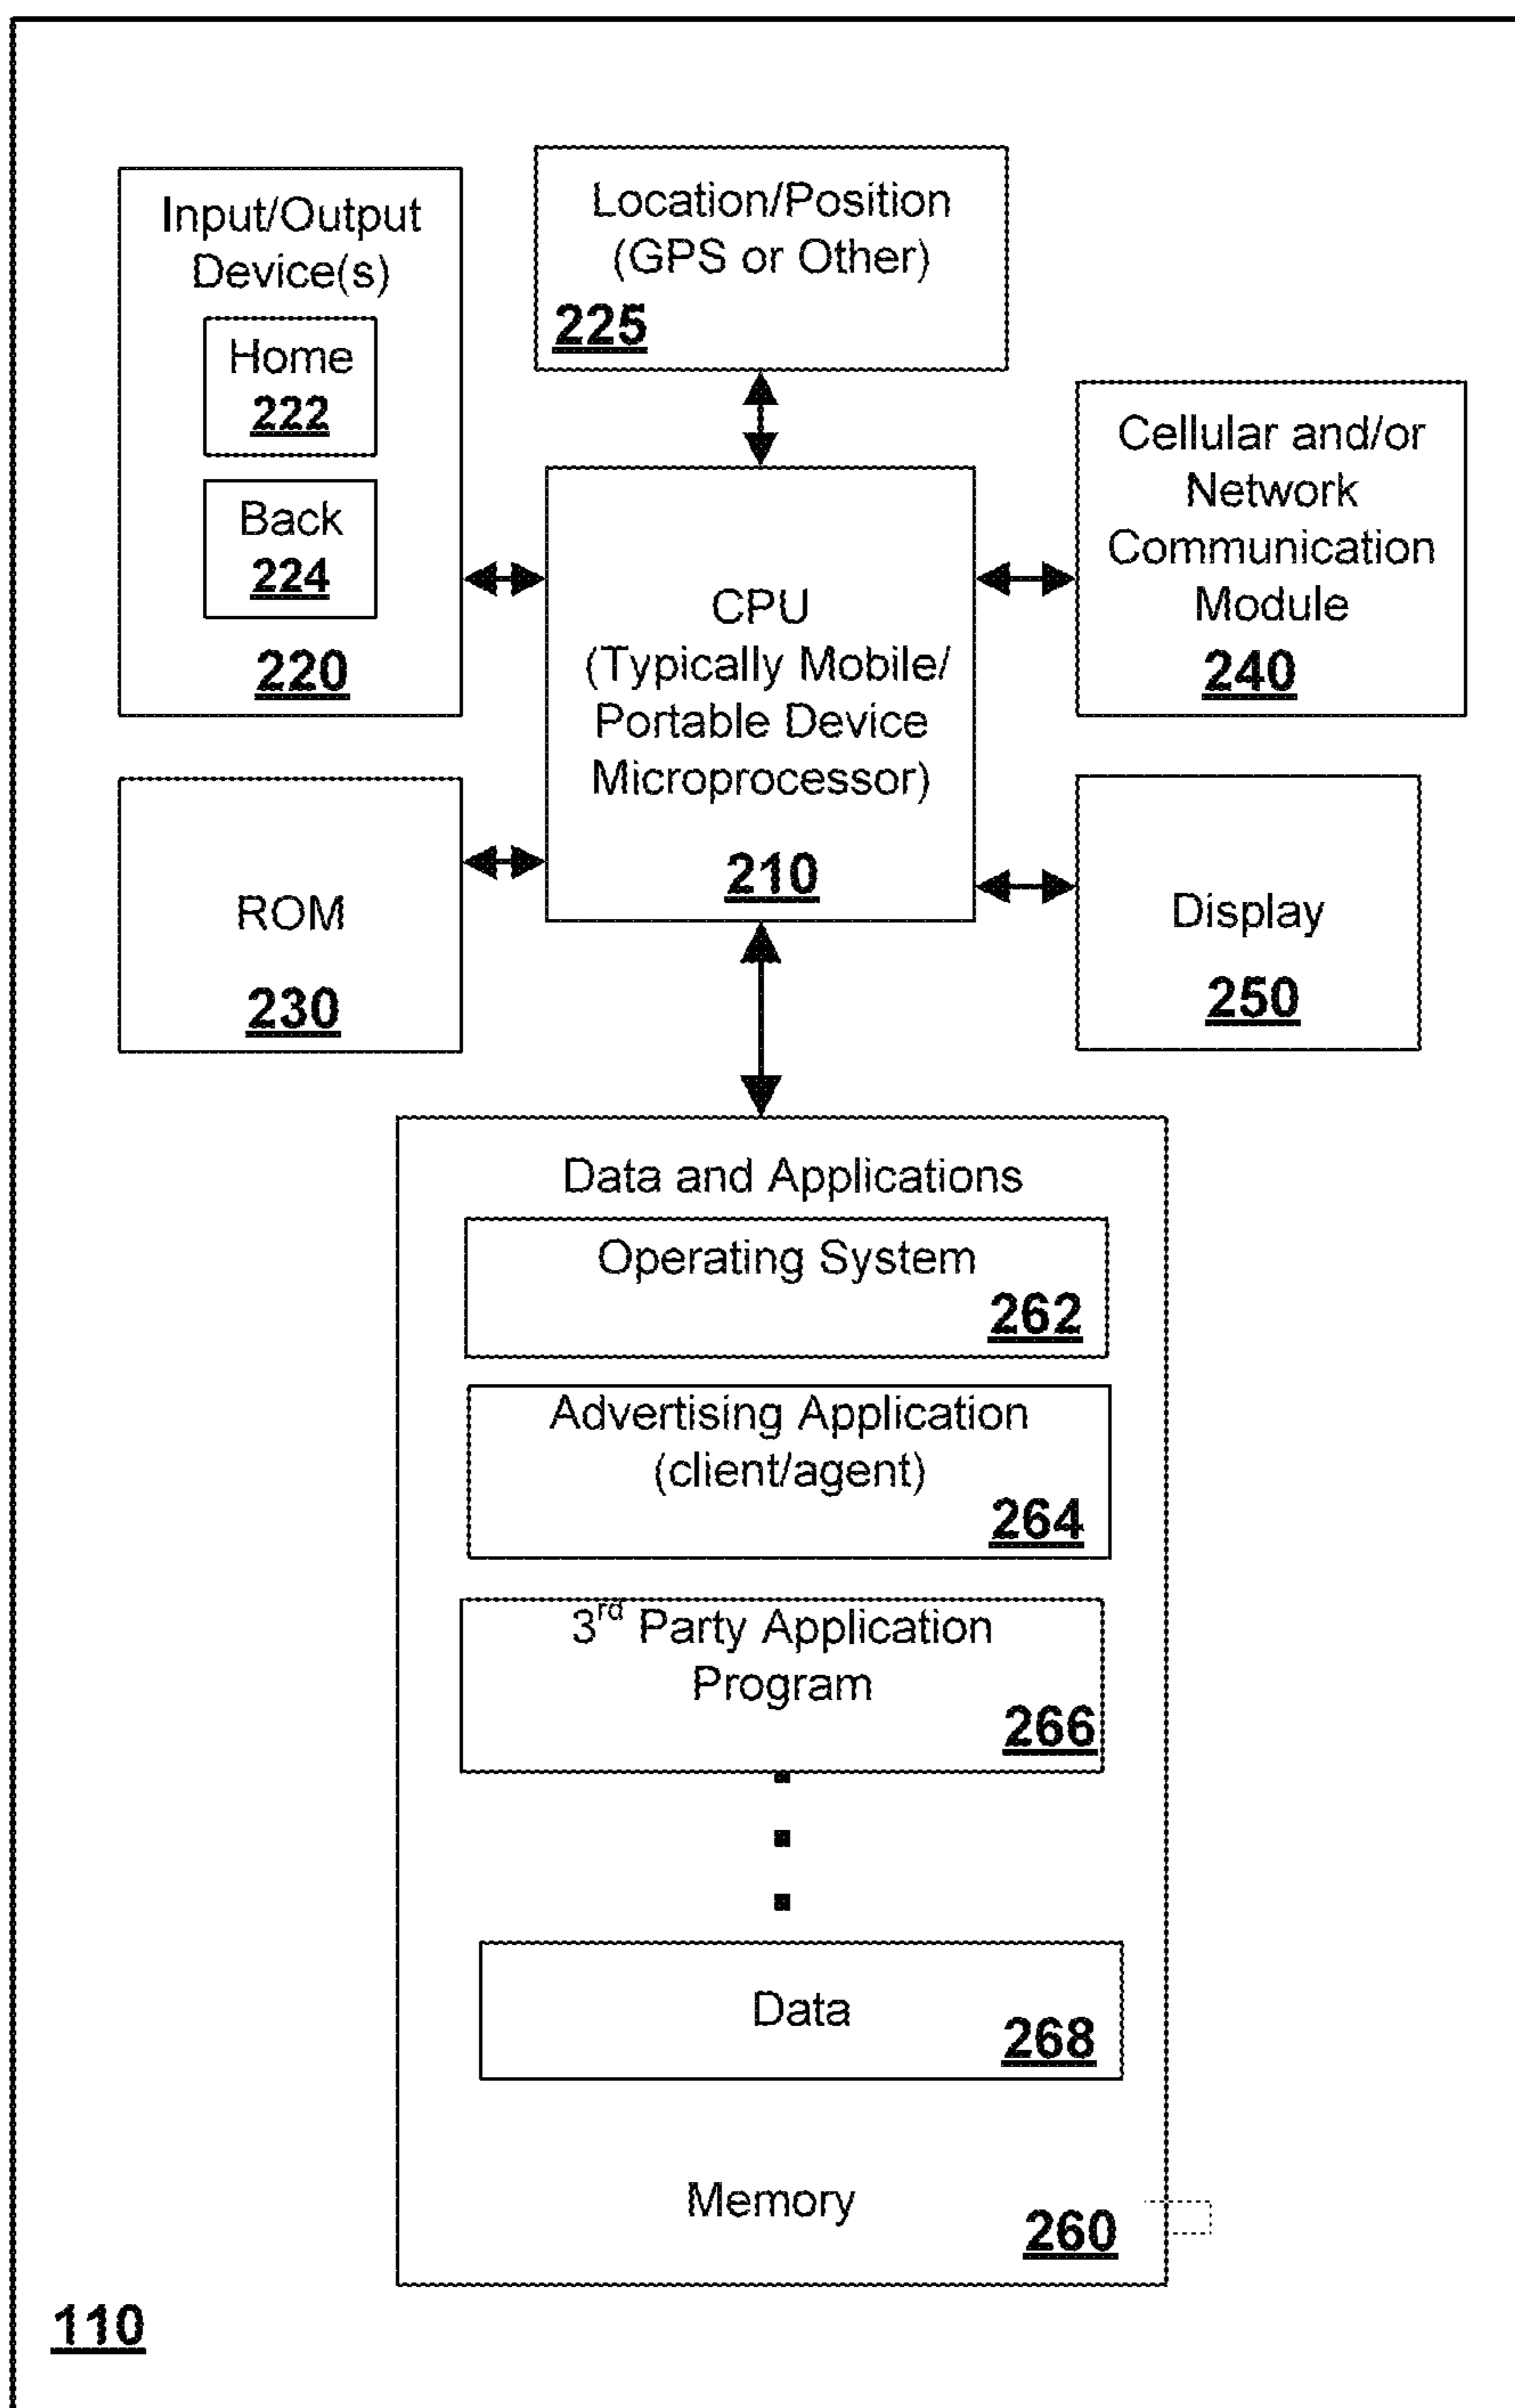 Input/Output
Device(s)
Home
222
Back
224
220
Location/Position
(GPS or Other)
225
Cellular and/or
Network
Communication
Module
240
CPU
(Typically Mobile/
Portable Device
Microprocessor)
210
ROM
230
Display
250
Data and Applications
Operating System
262
Advertising Application
(client/agent)
264
3rd Party Application
Program
266
Data
268
Memory
260
110